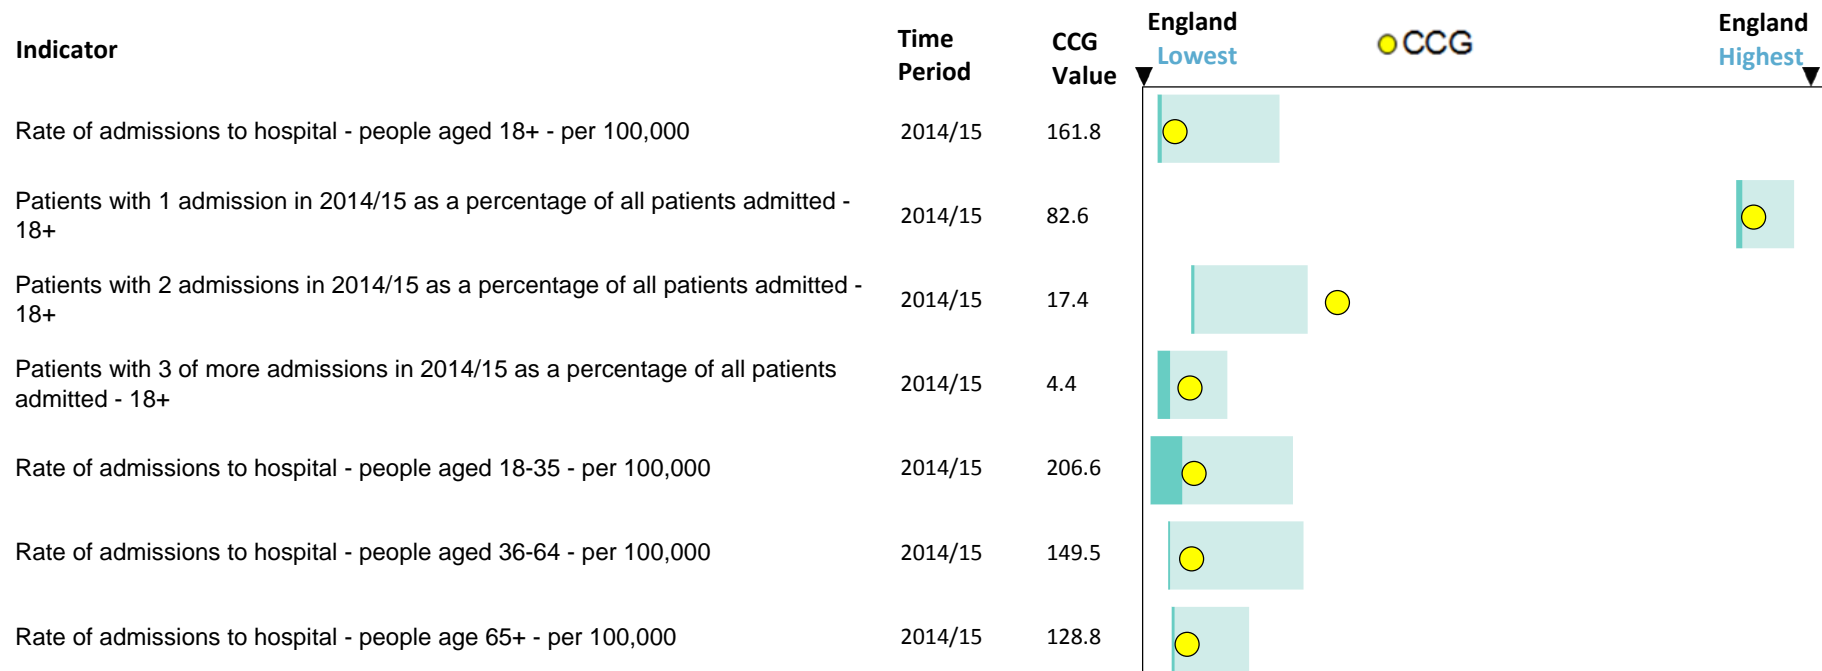 Indicator
Time
Period
CCG
Value
England
Lowest
CCG
England
Highest
Rate of admissions to hospital - people aged 18+ - per 100,000
2014/15
161.8
Patients with 1 admission in 2014/15 as a percentage of all patients admitted -
18+
2014/15
82.6
Patients with 2 admissions in 2014/15 as a percentage of all patients admitted -
18+
2014/15
17.4
Patients with 3 of more admissions in 2014/15 as a percentage of all patients
admitted - 18+
2014/15
4.4
Rate of admissions to hospital - people aged 18-35 - per 100,000
2014/15
206.6
Rate of admissions to hospital - people aged 36-64 - per 100,000
2014/15
149.5
Rate of admissions to hospital - people age 65+ - per 100,000
2014/15
128.8